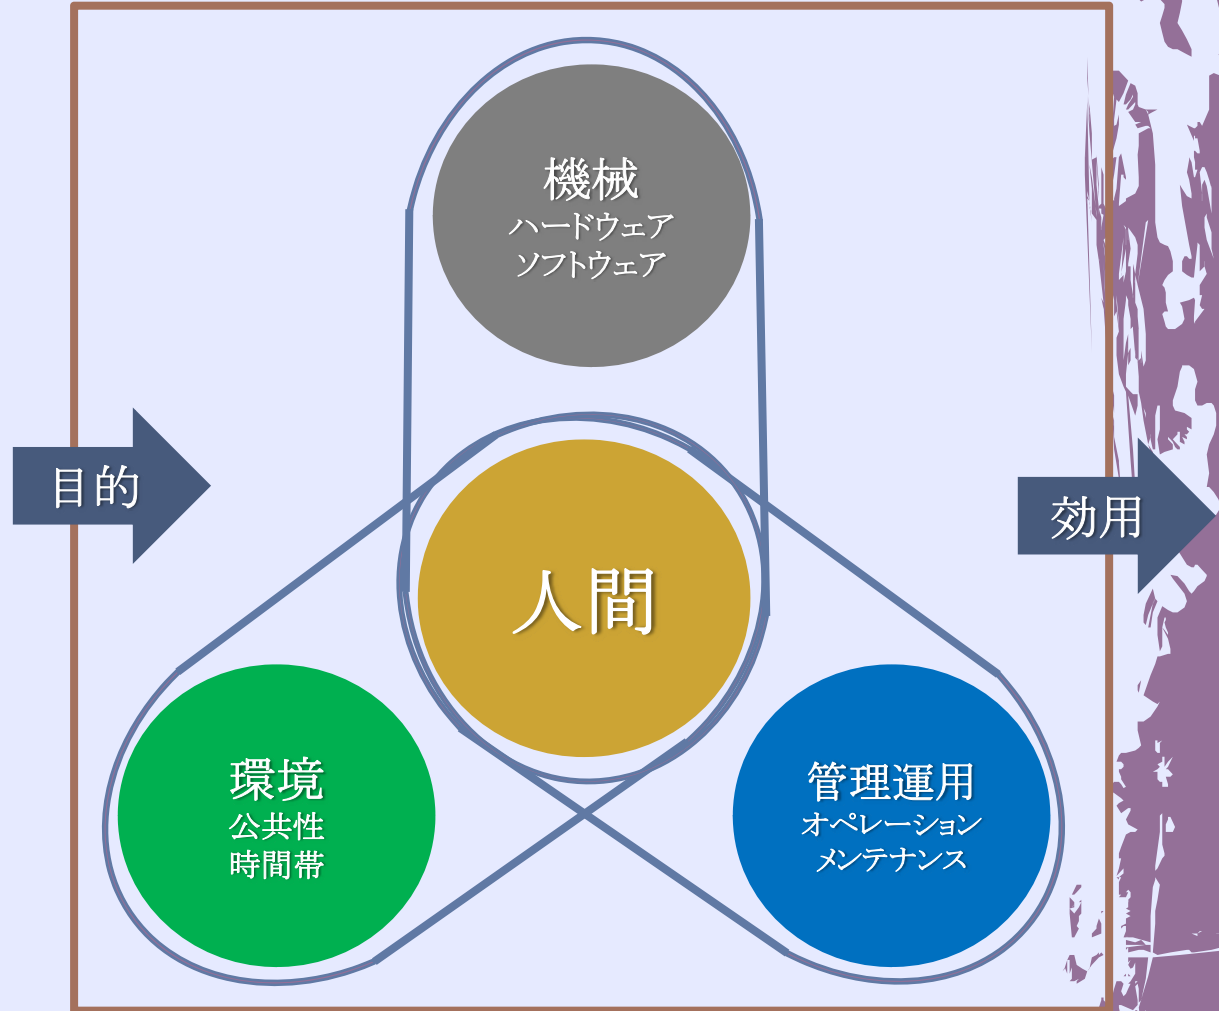 機械
ハードウェア
ソフトウェア
目的
効用
人間
環境
公共性
時間帯
管理運用
オペレーション
メンテナンス